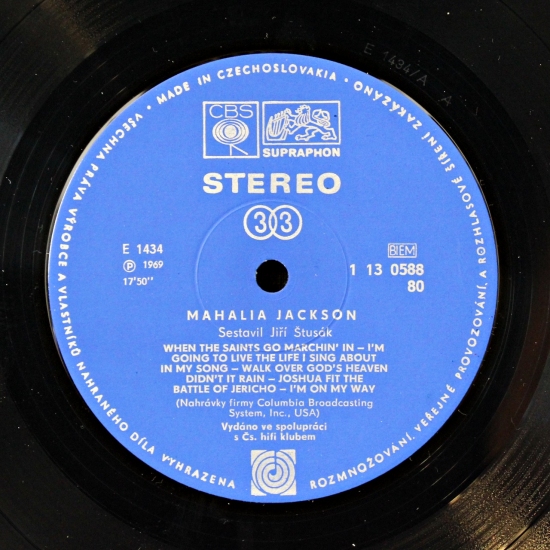 E 1434/A   A
• MADE IN CZECHOSLOVAKIA •
VŠECHNA PRÁVA VÝROBCE A VLASTNÍKŮ NAHRANÉHO DÍLA VYHRAZENA
ROZMNOŽOVÁNÍ, VEŘEJNÉ PROVOZOVÁNÍ, A ROZHLASOVÉ ŠÍŘENÍ ZAKÁZÁNO
CBS
SUPRAPHON
STEREO
33
E 1434
Ⓟ 1969
17'50''
BIEM
1 13 0588
80
MAHALIA JACKSON
Sestavil Jiří Štusák
WHEN THE SAINTS GO MARCHIN' IN – I'M
GOING TO LIVE THE LIFE I SING ABOUT
IN MY SONG – WALK OVER GOD'S HEAVEN
DIDN'T IT RAIN – JOSHUA FIT THE
BATTLE OF JERICHO – I'M ON MY WAY
(Nahrávky firmy Columbia Broadcasting
System, Inc., USA)
Vydáno ve spolupráci
s Čs. hifi klubem